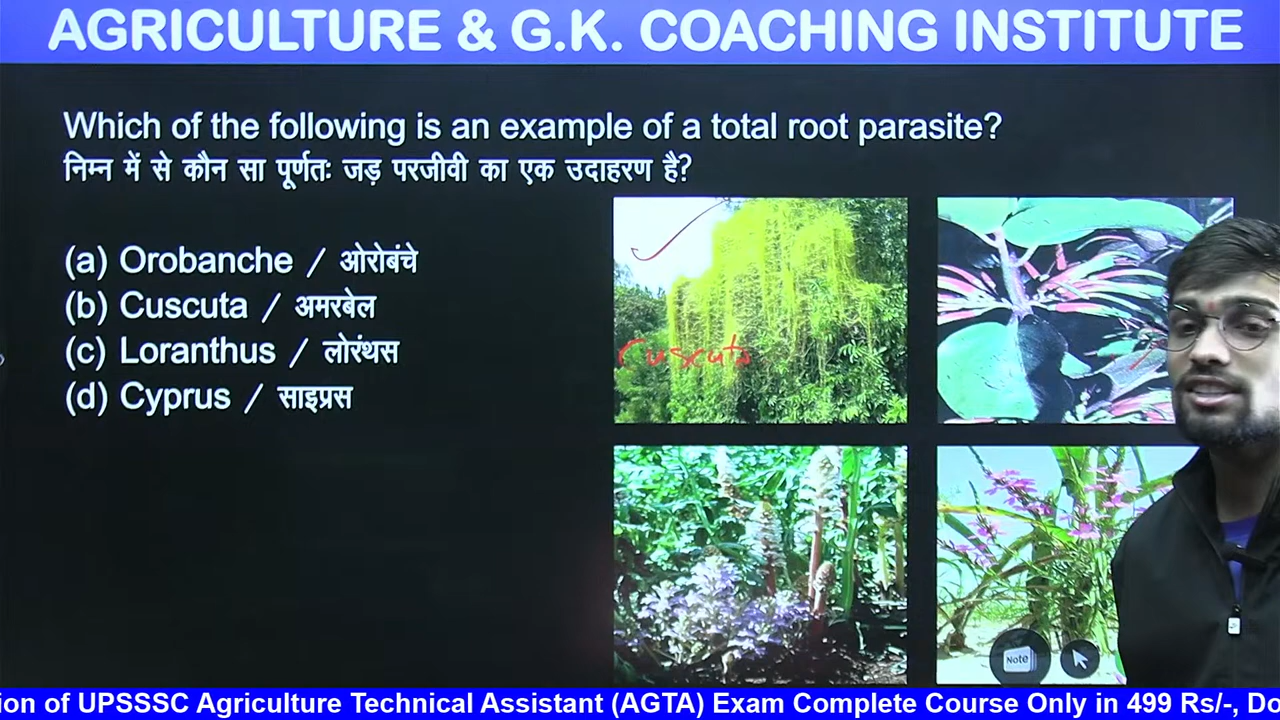 AGRICULTURE & G.K. COACHING INSTITUTE
Which of the following is an example of a total root parasite?
निम्न में से कौन सा पूर्णतः जड़ परजीवी का एक उदाहरण है?
(a) Orobanche / ओरोबंचे
(b) Cuscuta / अमरबेल
(c) Loranthus / लोरंथस
(d) Cyprus / साइप्रस
Cuscuta
Note
ion of UPSSSC Agriculture Technical Assistant (AGTA) Exam Complete Course Only in 499 Rs/-, Do